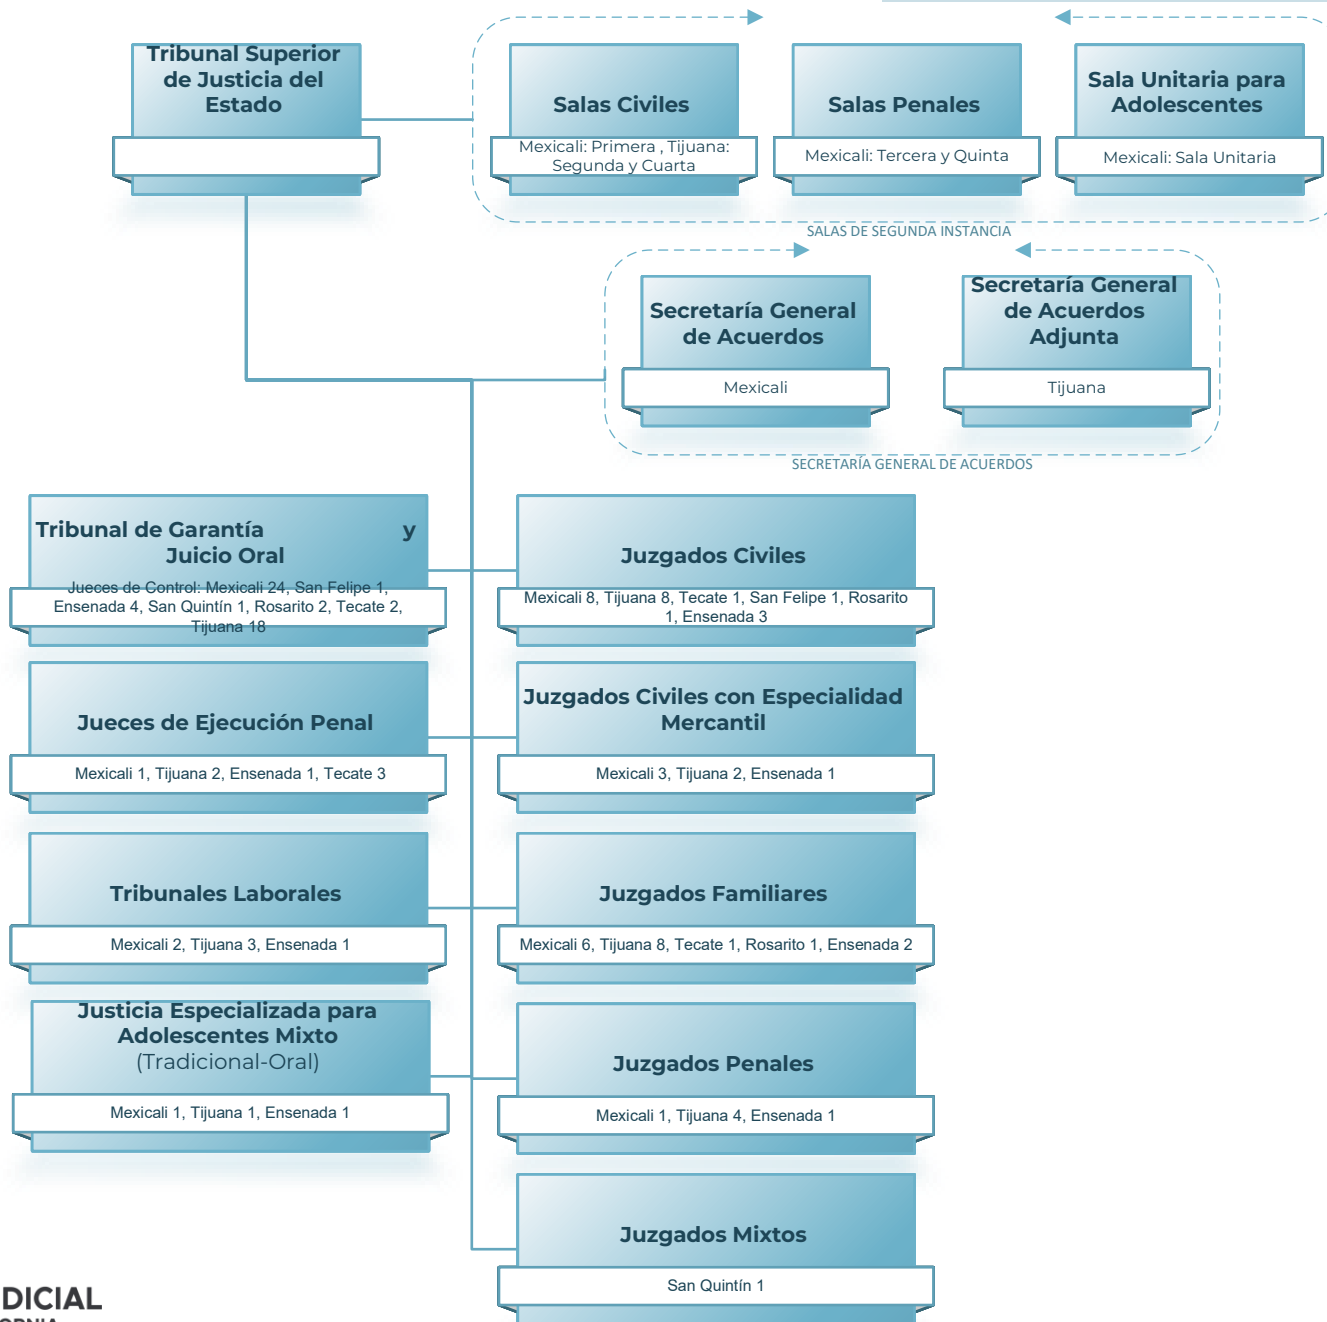 Tribunal Superior
de Justicia del
Estado
Salas Civiles
Mexicali: Primera , Tijuana:
Segunda y Cuarta
Salas Penales
Mexicali: Tercera y Quinta
Sala Unitaria para
Adolescentes
Mexicali: Sala Unitaria
SALAS DE SEGUNDA INSTANCIA
Secretaría General
de Acuerdos
Mexicali
Secretaría General
de Acuerdos
Adjunta
Tijuana
SECRETARÍA GENERAL DE ACUERDOS
Tribunal de Garantía y
Juicio Oral
Jueces de Control: Mexicali 24, San Felipe 1,
Ensenada 4, San Quintín 1, Rosarito 2, Tecate 2,
Tijuana 18
Juzgados Civiles
Mexicali 8, Tijuana 8, Tecate 1, San Felipe 1, Rosarito
1, Ensenada 3
Jueces de Ejecución Penal
Mexicali 1, Tijuana 2, Ensenada 1, Tecate 3
Juzgados Civiles con Especialidad
Mercantil
Mexicali 3, Tijuana 2, Ensenada 1
Tribunales Laborales
Mexicali 2, Tijuana 3, Ensenada 1
Juzgados Familiares
Mexicali 6, Tijuana 8, Tecate 1, Rosarito 1, Ensenada 2
Justicia Especializada para
Adolescentes Mixto
(Tradicional-Oral)
Mexicali 1, Tijuana 1, Ensenada 1
Juzgados Penales
Mexicali 1, Tijuana 4, Ensenada 1
Juzgados Mixtos
San Quintín 1
DICIAL